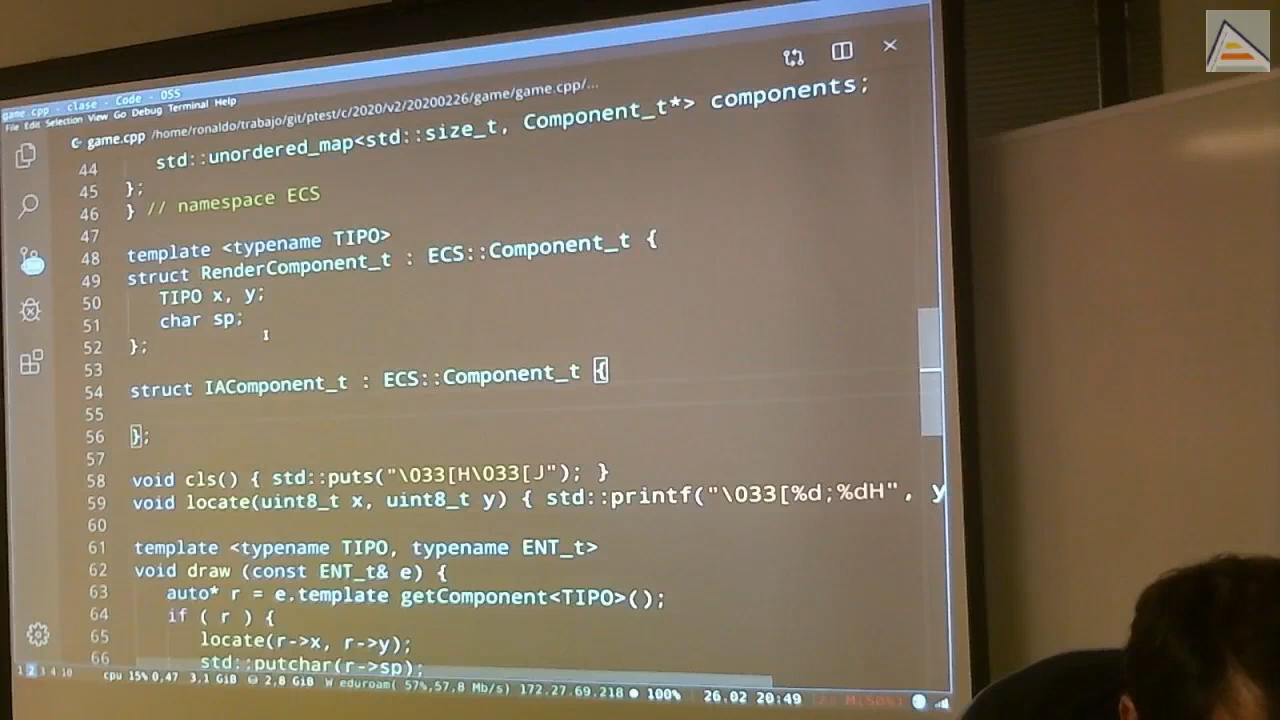 game.cpp - clase - Code - OSS
File Edit Selection View Go Debug Terminal Help
game.cpp /home/ronaldo/trabajo/git/ptest/c/2020/v2/20200226/game/game.cpp/...
44 std::unordered_map<std::size_t, Component_t*> components;
45 };
46 } // namespace ECS
47
48 template <typename TIPO>
49 struct RenderComponent_t : ECS::Component_t {
50 TIPO x, y;
51 char sp;
52 };
53
54 struct IAComponent_t : ECS::Component_t {
55
56 };
57
58 void cls() { std::puts("\033[H\033[J"); }
59 void locate(uint8_t x, uint8_t y) { std::printf("\033[%d;%dH", y
60
61 template <typename TIPO, typename ENT_t>
62 void draw (const ENT_t& e) {
63 auto* r = e.template getComponent<TIPO>();
64 if ( r ) {
65 locate(r->x, r->y);
66 std::putchar(r->sp);
1 2 3 4 10 cpu 15% 0,47 3,1 GiB 2,8 GiB W eduroam( 57%,57,8 Mb/s) 172.27.69.218 100% 26.02 20:49 M(50%)